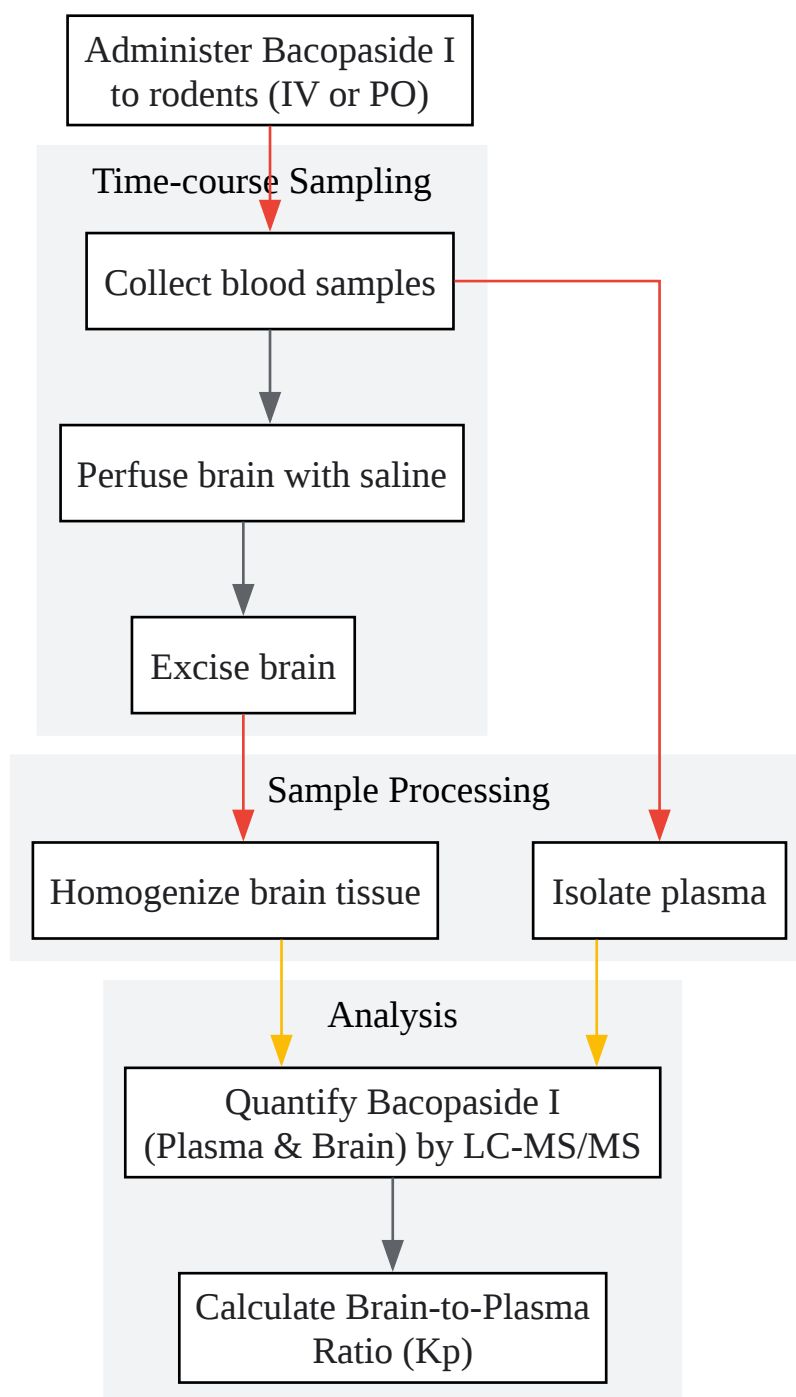 Administer Bacopaside I
to rodents (IV or PO)
Time-course Sampling
Collect blood samples
Perfuse brain with saline
Excise brain
Sample Processing
Homogenize brain tissue
Isolate plasma
Analysis
Quantify Bacopaside I
(Plasma & Brain) by LC-MS/MS
Calculate Brain-to-Plasma
Ratio (Kp)